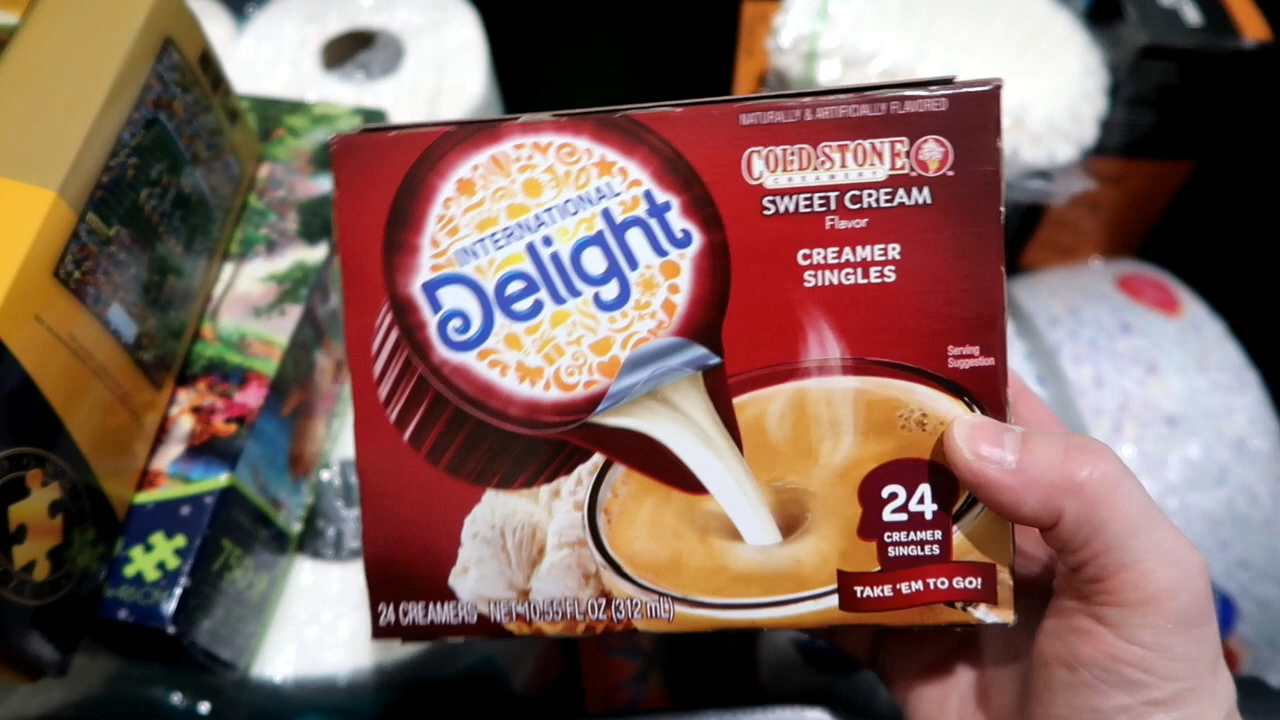 NATURALLY & ARTIFICIALLY FLAVORED
COLD STONE
CREAMERY
SWEET CREAM
Flavor
CREAMER
SINGLES
INTERNATIONAL
Delight
Serving
Suggestion
24
CREAMER
SINGLES
TAKE 'EM TO GO!
24 CREAMERS NET 10.55 FL OZ (312 mL)